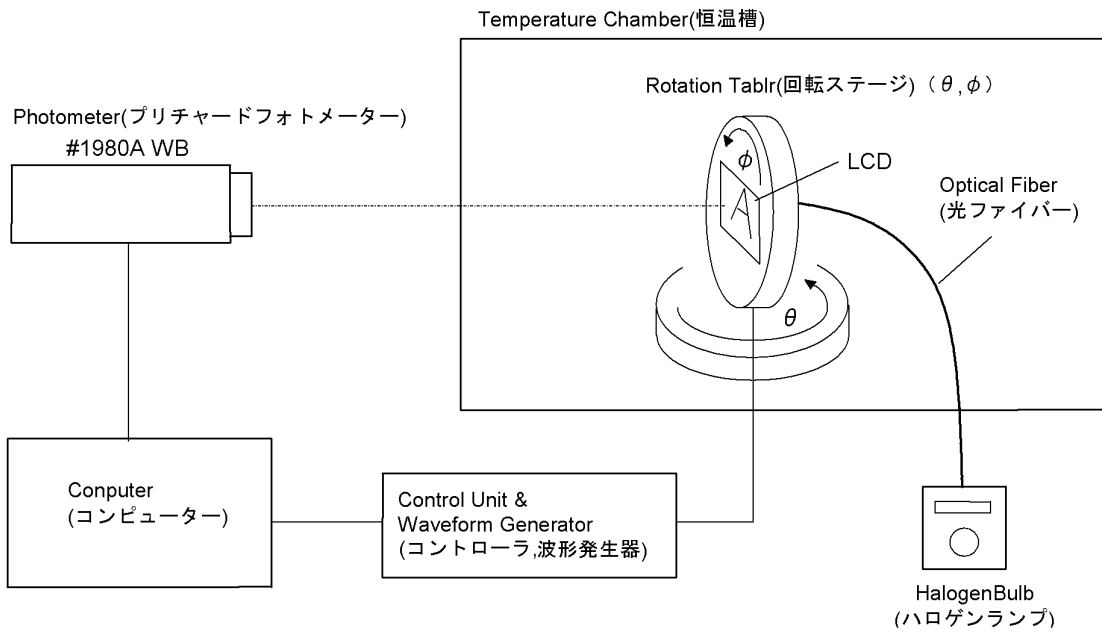 Temperature Chamber(恒温槽)
Rotation Tablr(回転ステージ)（θ,φ）
Photometer(プリチャードフォトメーター)
#1980A WB
φ
LCD
A
Optical Fiber
(光ファイバー)
θ
Conputer
(コンピューター)
Control Unit &
Waveform Generator
(コントローラ,波形発生器)
HalogenBulb
(ハロゲンランプ)